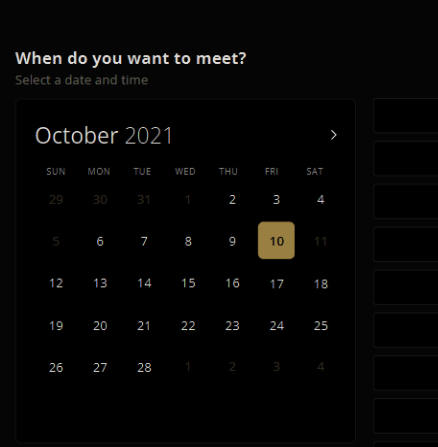 When do you want to meet?
Select a date and time
October 2021
SUN MON TUE WED THU FRI SAT
29 30 31 1 2 3 4
5 6 7 8 9 10 11
12 13 14 15 16 17 18
19 20 21 22 23 24 25
26 27 28 1 2 3 4